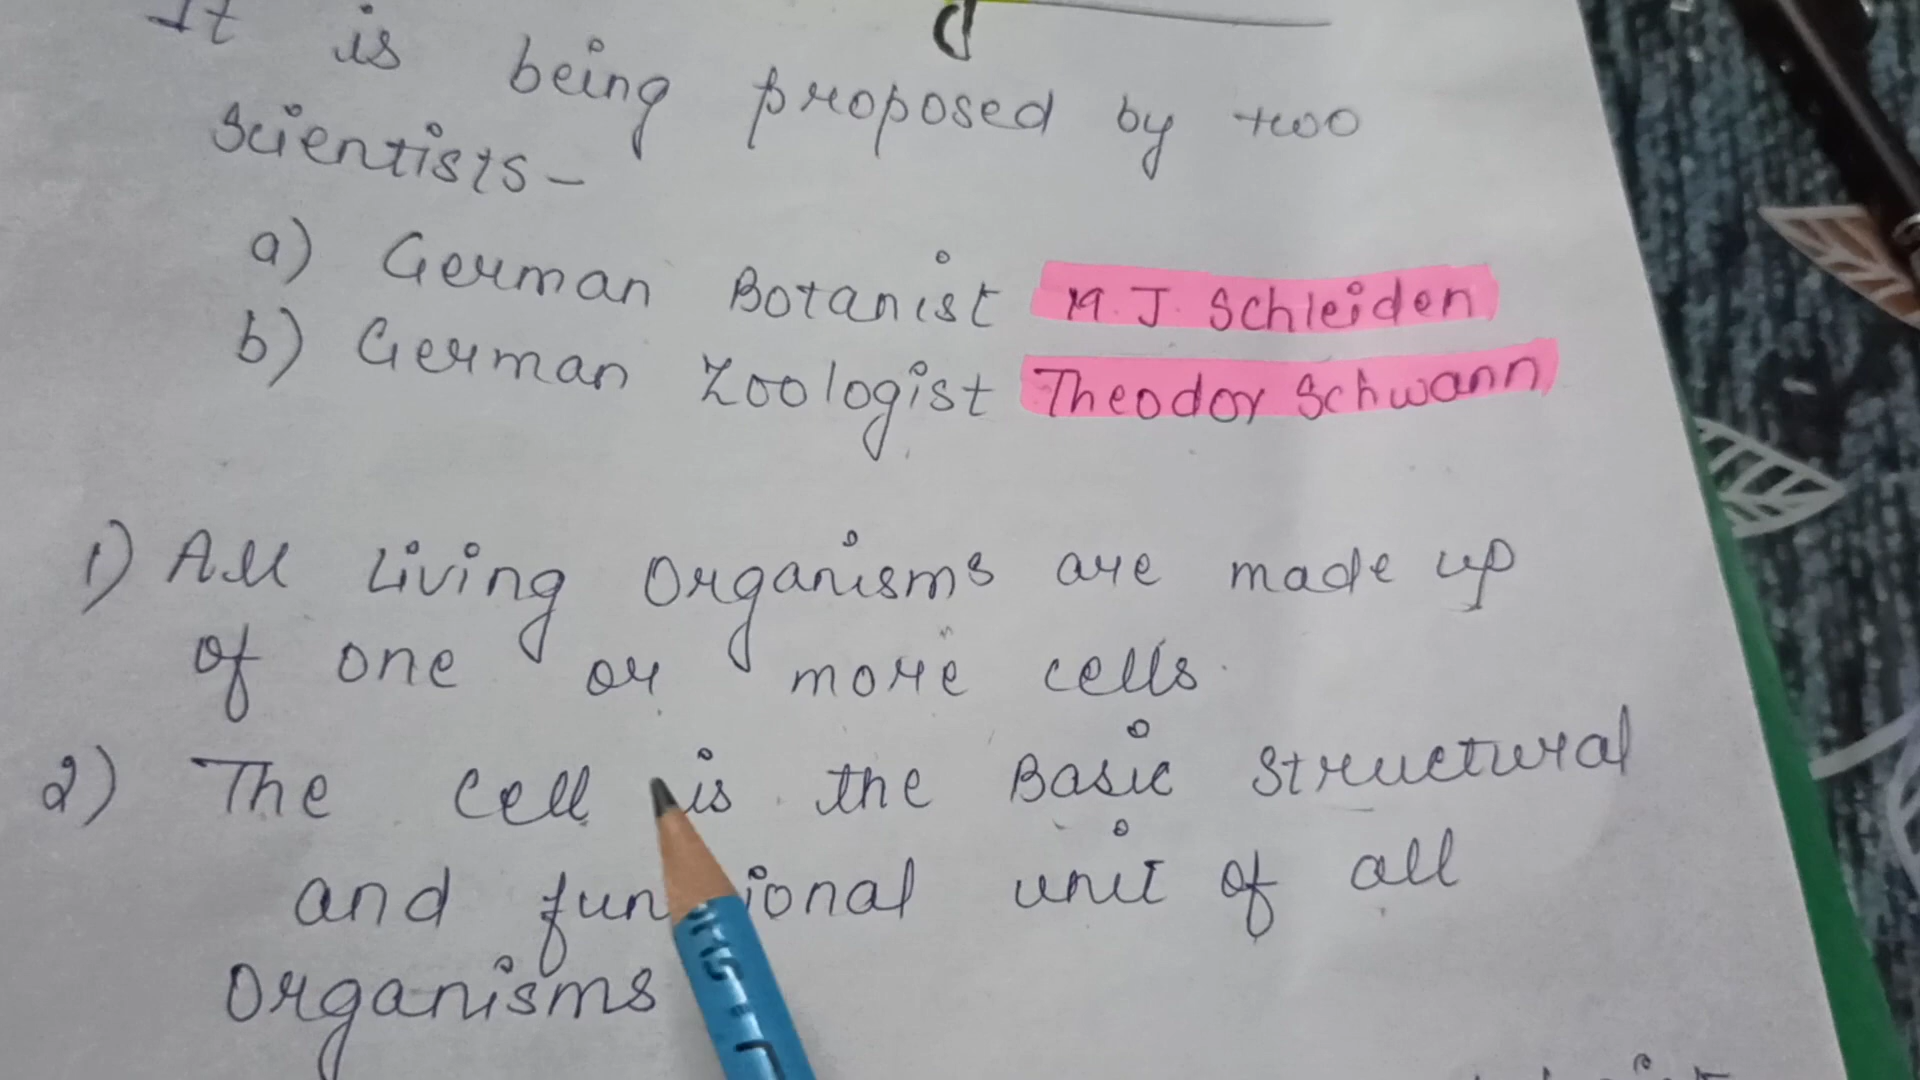 It is being proposed by two
scientists-
a) German Botanist M.J. Schleiden
b) German Zoologist Theodor Schwann
1) All Living Organisms are made up
of one or more cells.
2) The cell is the Basic Structural
and functional unit of all
Organisms